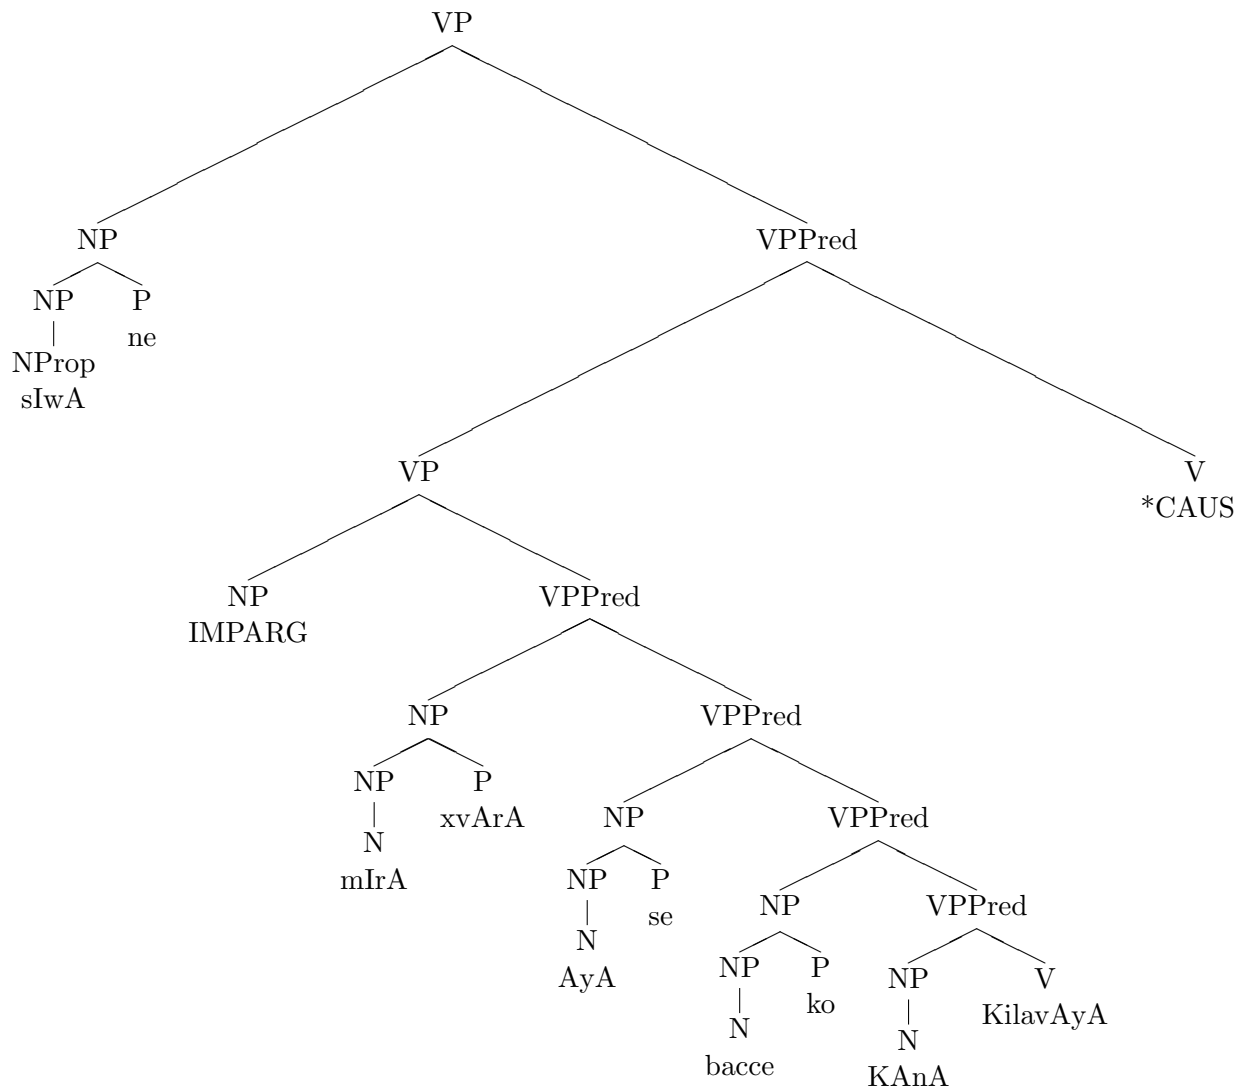 VP
NP VPPred
NP P
ne
NProp
sIwA
VP V
*CAUS
NP VPPred
IMPARG
NP VPPred
NP P
xvArA
NP VPPred
N
mIrA
NP P
se
NP VPPred
N
AyA
NP P
ko
NP V
KilavAyA
N
bacce
N
KAnA